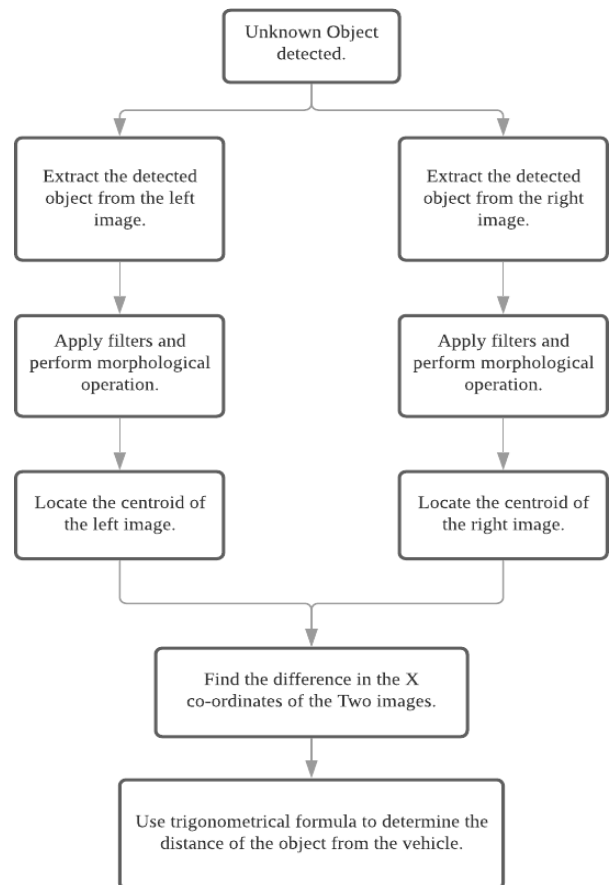 Unknown Object
detected.
Extract the detected
object from the left
image.
Extract the detected
object from the right
image.
Apply filters and
perform morphological
operation.
Apply filters and
perform morphological
operation.
Locate the centroid of
the left image.
Locate the centroid of
the right image.
Find the difference in the X
co-ordinates of the Two images.
Use trigonometrical formula to determine the
distance of the object from the vehicle.